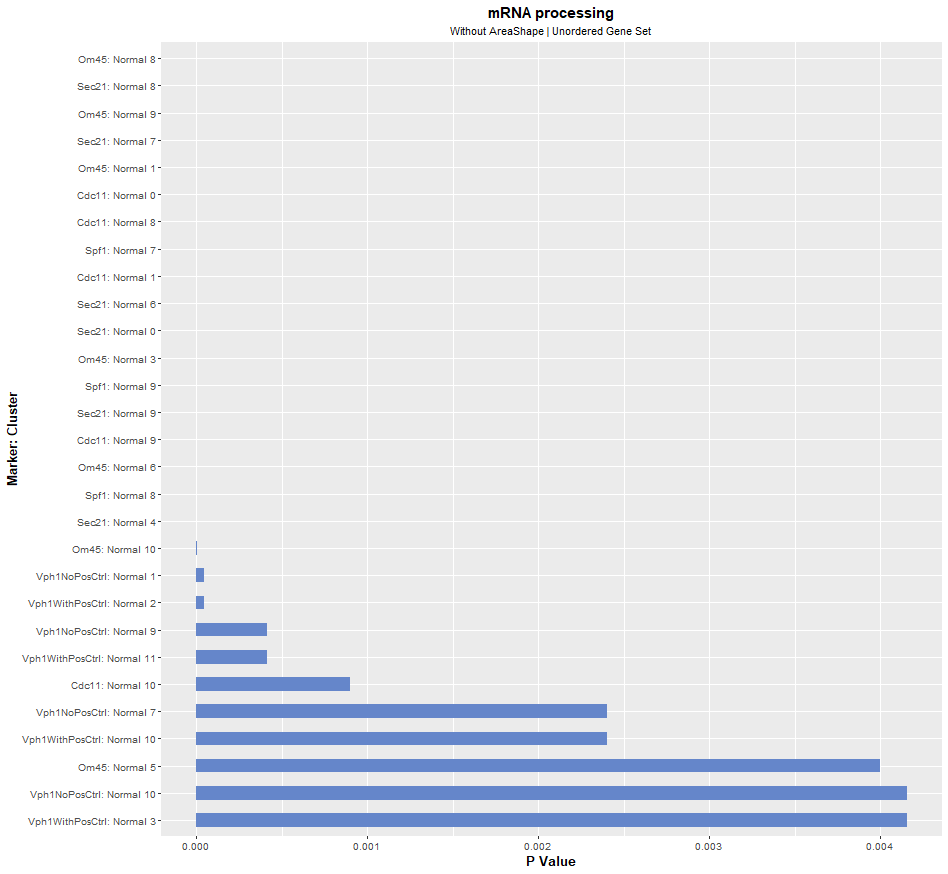 mRNA processing
Without AreaShape | Unordered Gene Set
Om45: Normal 8
Sec21: Normal 8
Om45: Normal 9
Sec21: Normal 7
Om45: Normal 1
Cdc11: Normal 0
Cdc11: Normal 8
Spf1: Normal 7
Cdc11: Normal 1
Sec21: Normal 6
Sec21: Normal 0
Om45: Normal 3
Spf1: Normal 9
Sec21: Normal 9
Cdc11: Normal 9
Om45: Normal 6
Spf1: Normal 8
Sec21: Normal 4
Om45: Normal 10
Vph1NoPosCtrl: Normal 1
Vph1WithPosCtrl: Normal 2
Vph1NoPosCtrl: Normal 9
Vph1WithPosCtrl: Normal 11
Cdc11: Normal 10
Vph1NoPosCtrl: Normal 7
Vph1WithPosCtrl: Normal 10
Om45: Normal 5
Vph1NoPosCtrl: Normal 10
Vph1WithPosCtrl: Normal 3
Marker: Cluster
0.000 0.001 0.002 0.003 0.004
P Value